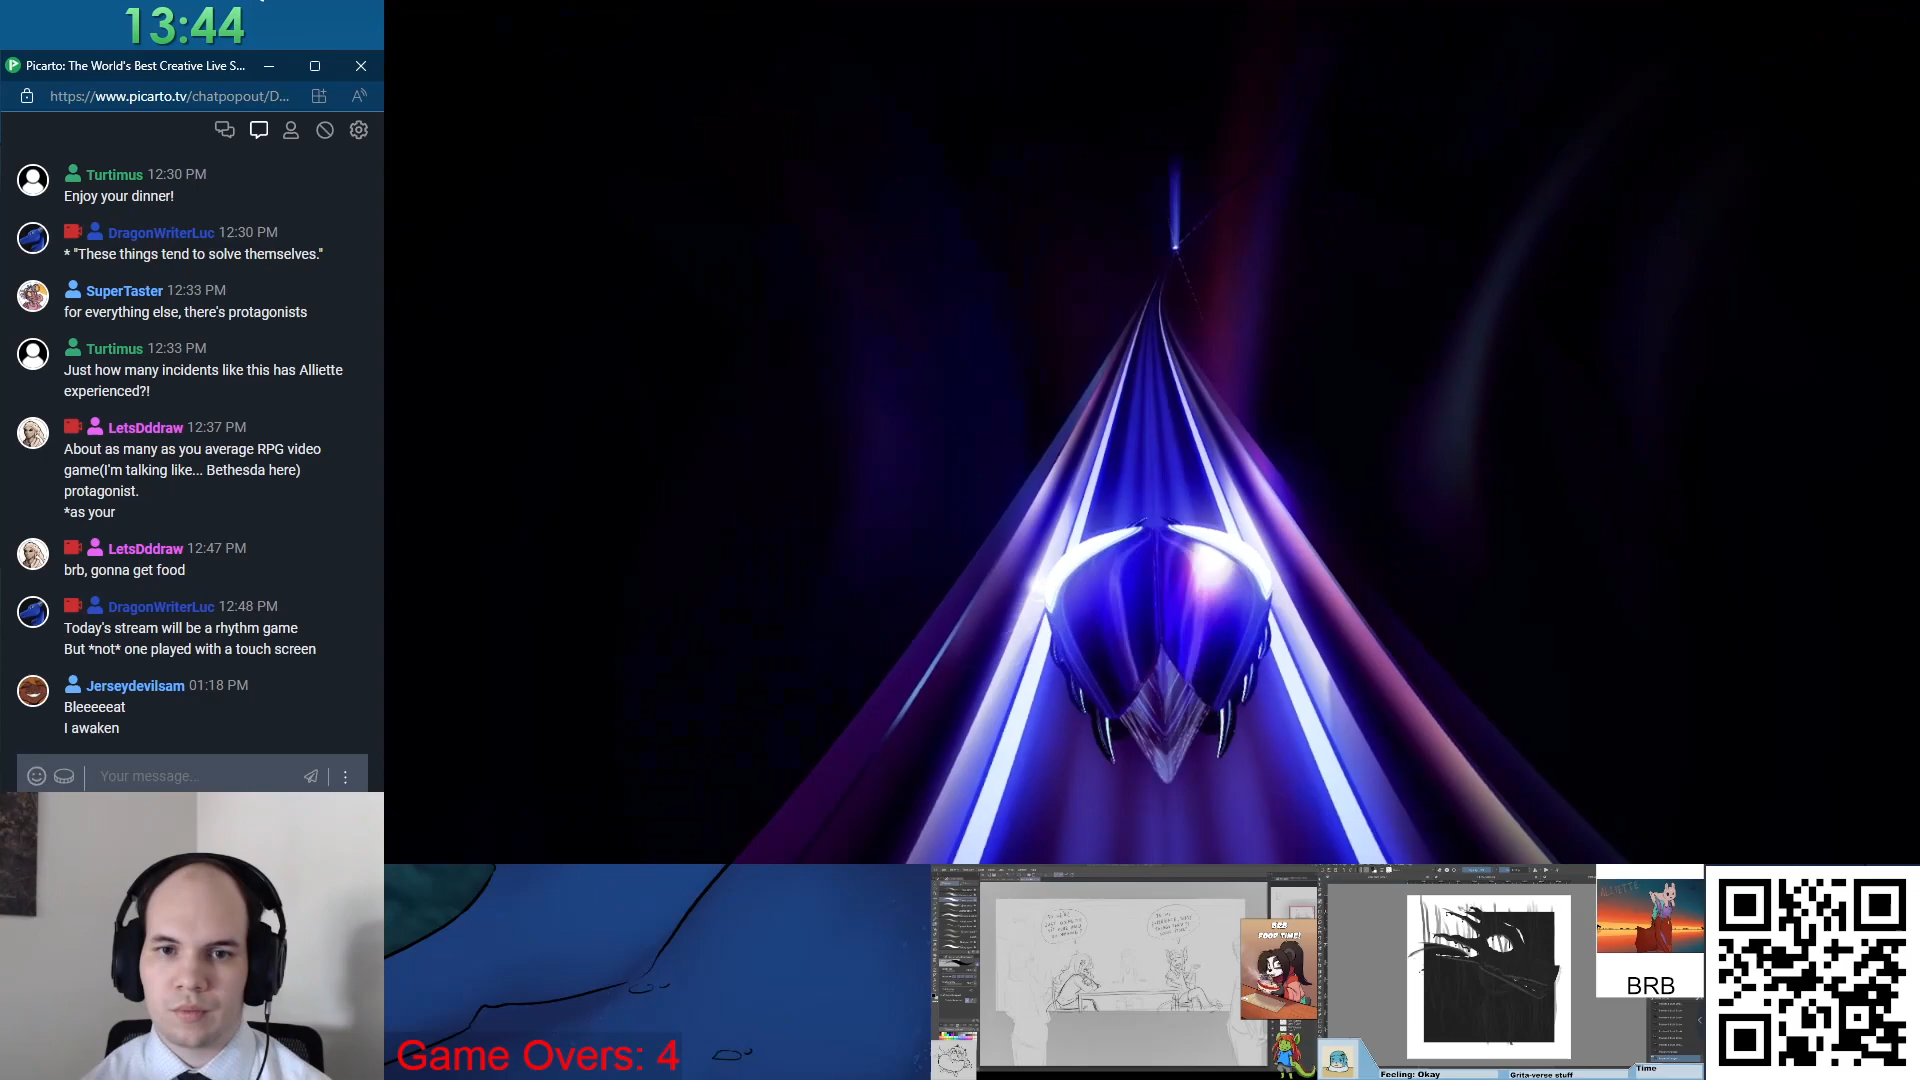 13:44
Picarto: The World's Best Creative Live S...
https://www.picarto.tv/chatpopout/D...
Turtimus 12:30 PM
Enjoy your dinner!
DragonWriterLuc 12:30 PM
* "These things tend to solve themselves."
SuperTaster 12:33 PM
for everything else, there's protagonists
Turtimus 12:33 PM
Just how many incidents like this has Alliette
experienced?!
LetsDddraw 12:37 PM
About as many as you average RPG video
game(I'm talking like... Bethesda here)
protagonist.
*as your
LetsDddraw 12:47 PM
brb, gonna get food
DragonWriterLuc 12:48 PM
Today's stream will be a rhythm game
But *not* one played with a touch screen
Jerseydevilsam 01:18 PM
Bleeeeeat
I awaken
Your message...
Game Overs: 4
BRB
FOOD TIME!
ALLIETTE
BRB
Feeling: Okay
Grita-verse stuff
Time